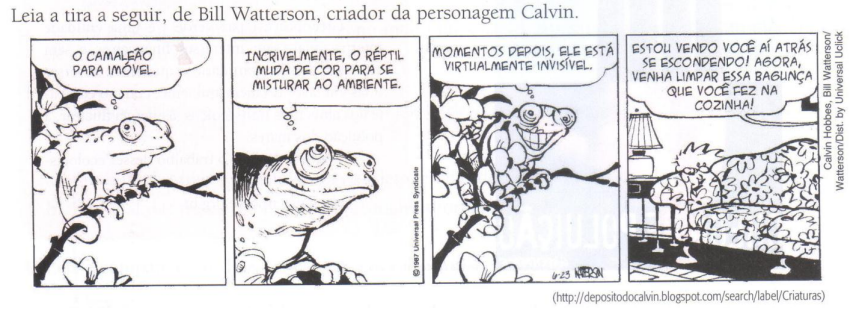 Leia a tira a seguir, de Bill Watterson, criador da personagem Calvin.
O CAMALEÃO
PARA IMÓVEL.
INCRIVELMENTE, O RÉPTIL
MUDA DE COR PARA SE
MISTURAR AO AMBIENTE.
©1987 Universal Press Syndicate
MOMENTOS DEPOIS, ELE ESTÁ
VIRTUALMENTE INVISÍVEL.
6-23 WATTERSON
ESTOU VENDO VOCÊ AÍ ATRÁS
SE ESCONDENDO! AGORA,
VENHA LIMPAR ESSA BAGUNÇA
QUE VOCÊ FEZ NA
COZINHA!
Calvin Hobbes, Bill Watterson/
Watterson/Dist. by Universal Uclick
(http://depositodocalvin.blogspot.com/search/label/Criaturas)